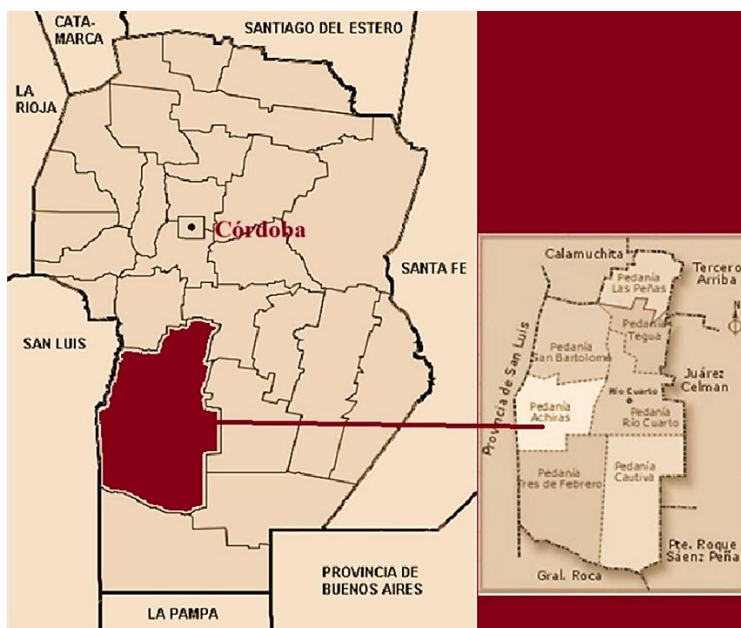 CATA-
MARCA
SANTIAGO DEL ESTERO
LA
RIOJA
Córdoba
SANTA FE
SAN LUIS
PROVINCIA DE
BUENOS AIRES
LA PAMPA
Calamuchita
Tercero
Arriba
Pedanía
Las Peñas
N
Pedanía
Tegua
Pedanía
San Bartolomé
Provincia de San Luis
Juárez
Celman
Río Cuarto
Pedanía
Achiras
Pedanía
Río Cuarto
Pedanía
Tres de Febrero
Pedanía
Cautiva
Pte. Roque
Sáenz Peña
Gral. Roca